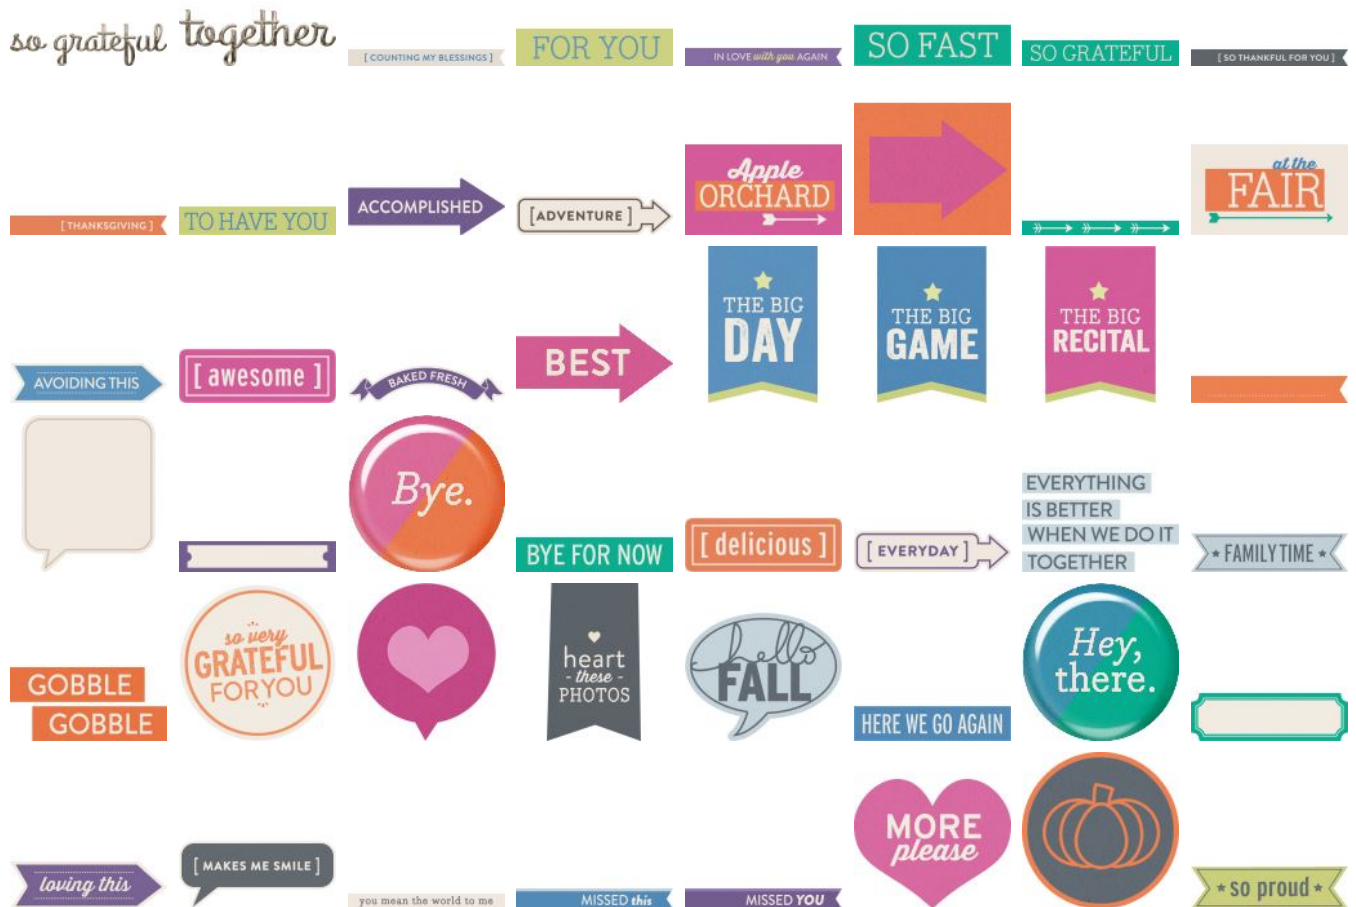 so grateful
together
[ COUNTING MY BLESSINGS ]
FOR YOU
IN LOVE with you AGAIN
SO FAST
SO GRATEFUL
[ SO THANKFUL FOR YOU ]
[ THANKSGIVING ]
TO HAVE YOU
ACCOMPLISHED
[ ADVENTURE ]
Apple
ORCHARD
at the
FAIR
AVOIDING THIS
[ awesome ]
BAKED FRESH
BEST
THE BIG
DAY
THE BIG
GAME
THE BIG
RECITAL
Bye.
BYE FOR NOW
[ delicious ]
[ EVERYDAY ]
EVERYTHING
IS BETTER
WHEN WE DO IT
TOGETHER
* FAMILY TIME *
GOBBLE
GOBBLE
so very
GRATEFUL
FOR YOU
heart
- these -
PHOTOS
hello
FALL
HERE WE GO AGAIN
Hey,
there.
loving this
[ MAKES ME SMILE ]
you mean the world to me
MISSED this
MISSED YOU
MORE
please
* so proud *